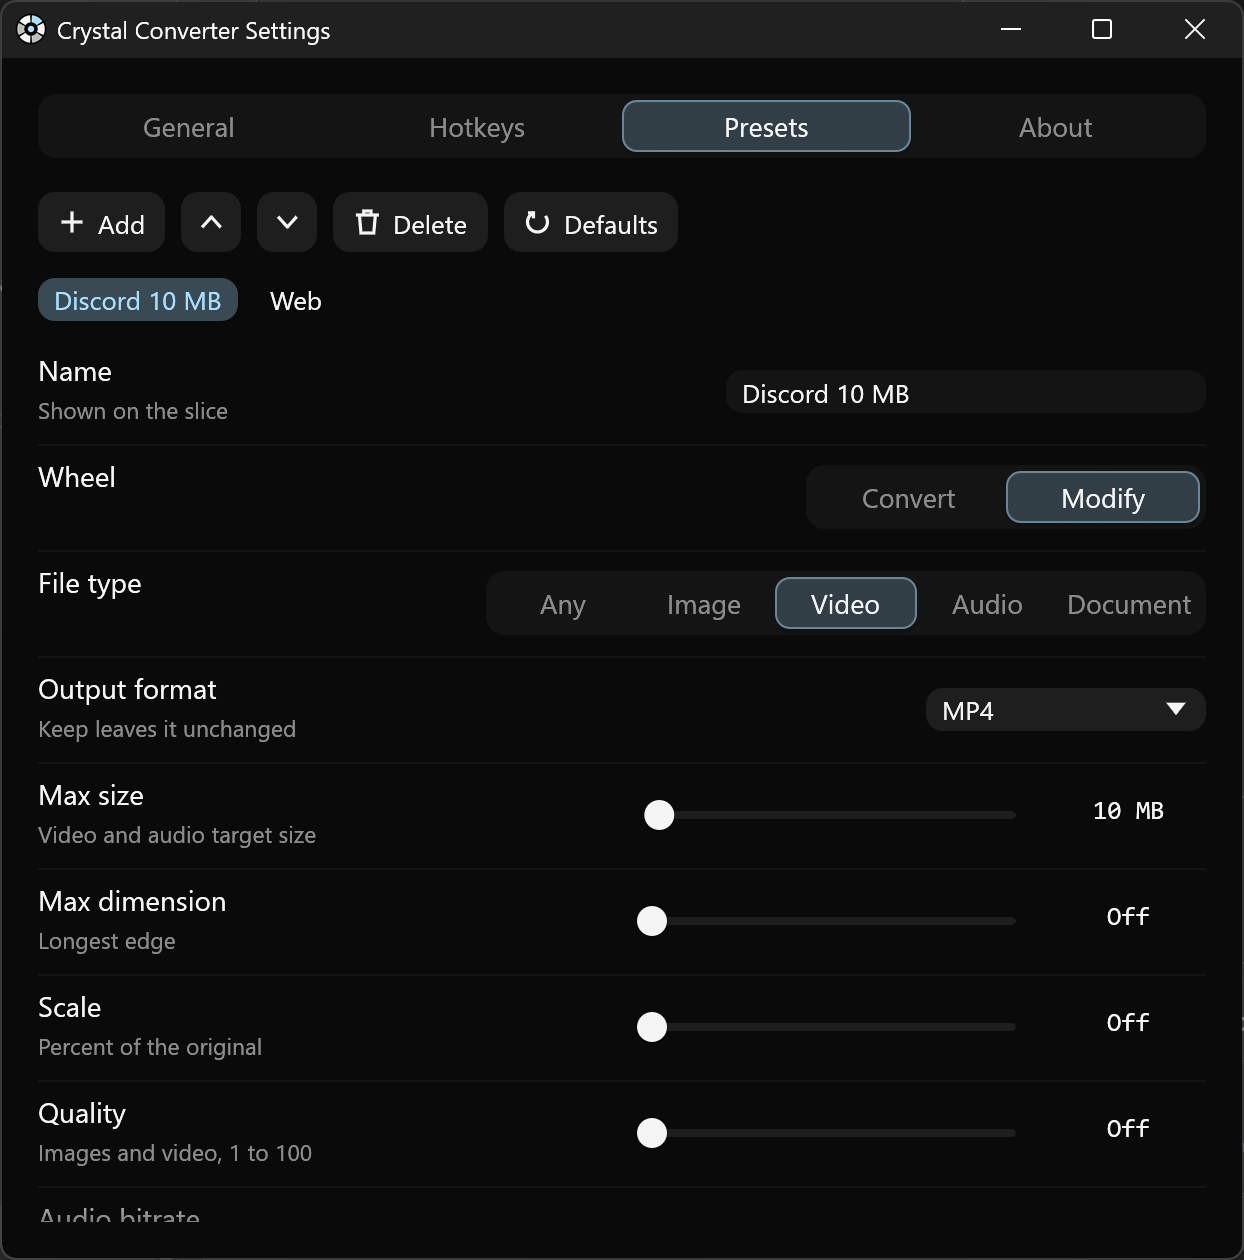 Crystal Converter Settings
General Hotkeys Presets About
Add Delete Defaults
Discord 10 MB Web
Name
Shown on the slice
Discord 10 MB
Wheel
Convert Modify
File type
Any Image Video Audio Document
Output format
Keep leaves it unchanged
MP4
Max size
Video and audio target size
10 MB
Max dimension
Longest edge
Off
Scale
Percent of the original
Off
Quality
Images and video, 1 to 100
Off
Audio bitrate